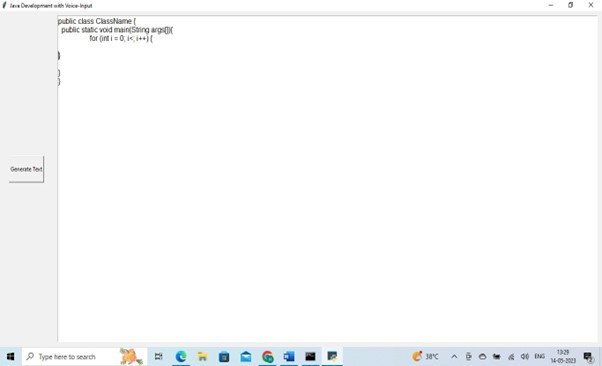 Java Development with Voice-Input
public class ClassName {
public static void main(String args[]){
for (int i = 0; i<; i++) {
}
}
}
Generate Text
Type here to search
38°C
ENG
13:29
14-05-2023